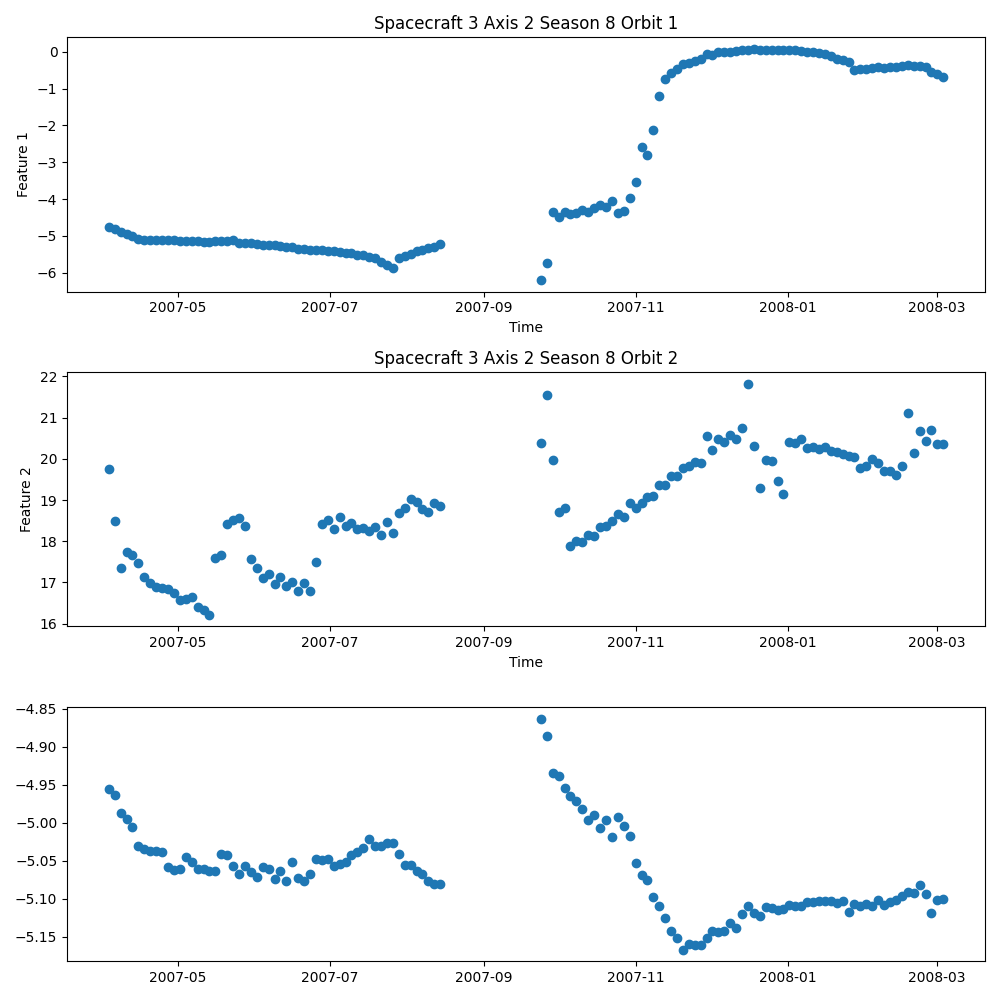 Spacecraft 3 Axis 2 Season 8 Orbit 1
0
−1
−2
−3
−4
−5
−6
Feature 1
2007-05 2007-07 2007-09 2007-11 2008-01 2008-03
Time
Spacecraft 3 Axis 2 Season 8 Orbit 2
22
21
20
19
18
17
16
Feature 2
2007-05 2007-07 2007-09 2007-11 2008-01 2008-03
Time
−4.85
−4.90
−4.95
−5.00
−5.05
−5.10
−5.15
2007-05 2007-07 2007-09 2007-11 2008-01 2008-03